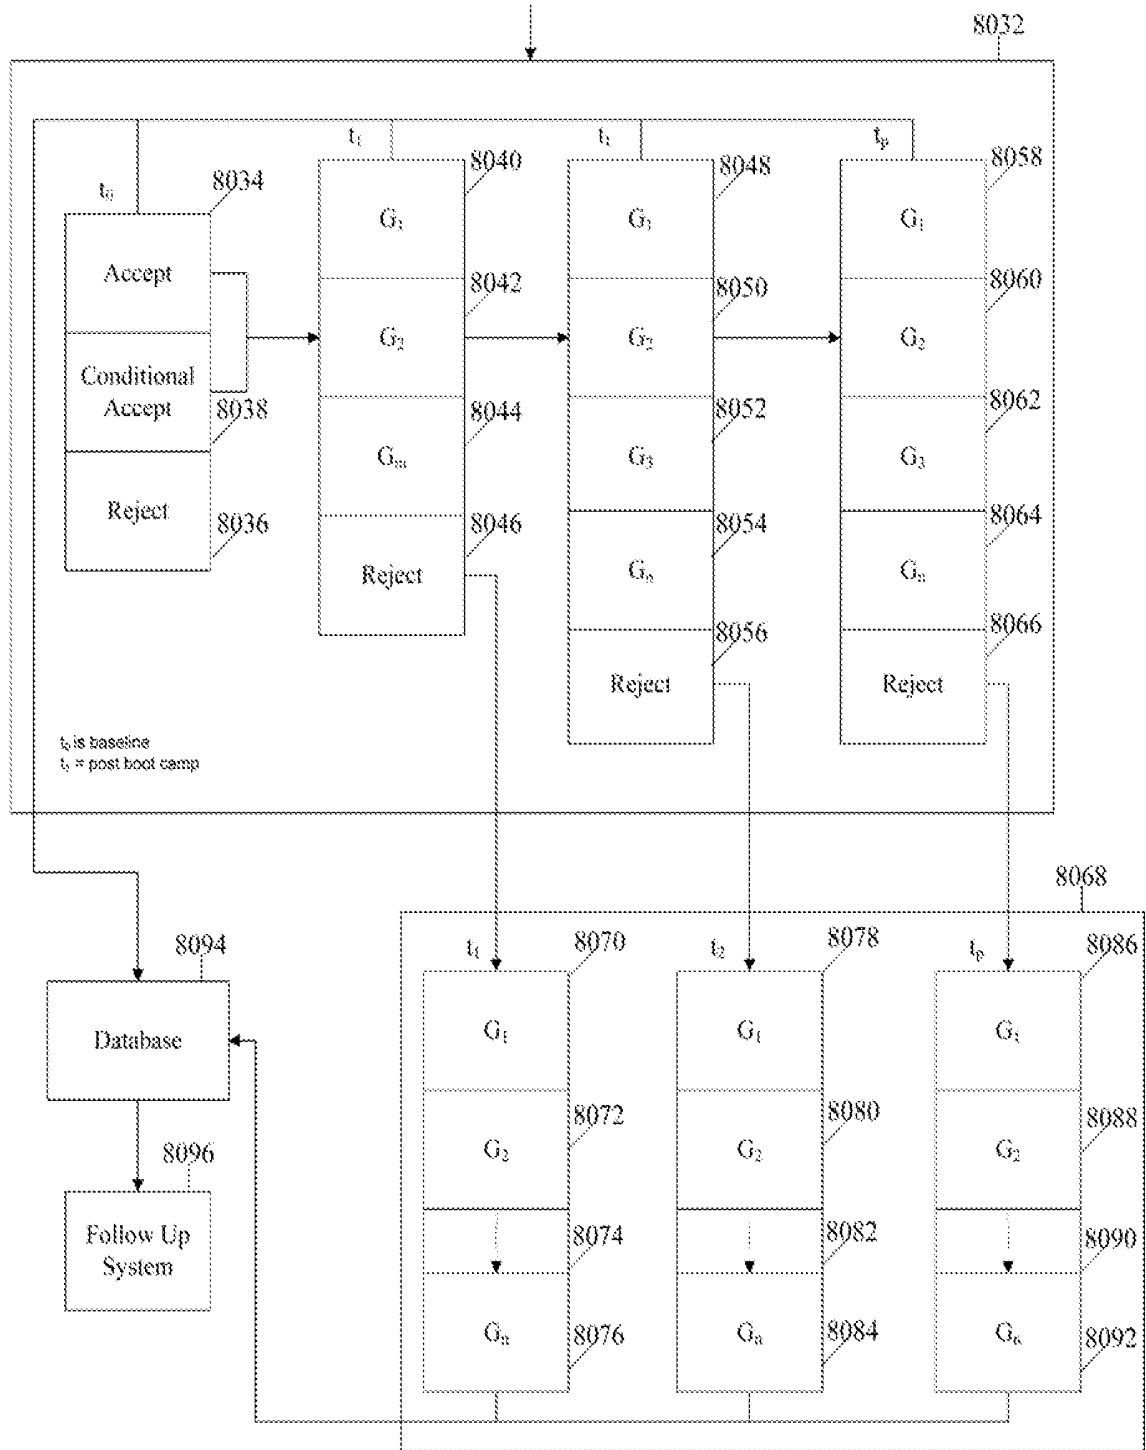 8032
t₁
t₁
tₚ
8040
8048
8058
t₀
8034
G₁
G₁
G₁
Accept
8042
8050
8060
G₂
G₂
G₂
Conditional
Accept
8038
8044
8052
8062
Gₘ
G₃
G₃
Reject
8036
8046
8054
8064
Reject
Gₙ
Gₙ
8056
8066
Reject
Reject
t₀ is baseline
t₁ = post boot camp
8068
8094
t₁
8070
t₂
8078
tₚ
8086
Database
G₁
G₁
G₁
8072
8080
8088
8096
G₂
G₂
G₂
Follow Up
System
8074
8082
8090
Gₙ
8076
Gₙ
8084
Gₙ
8092